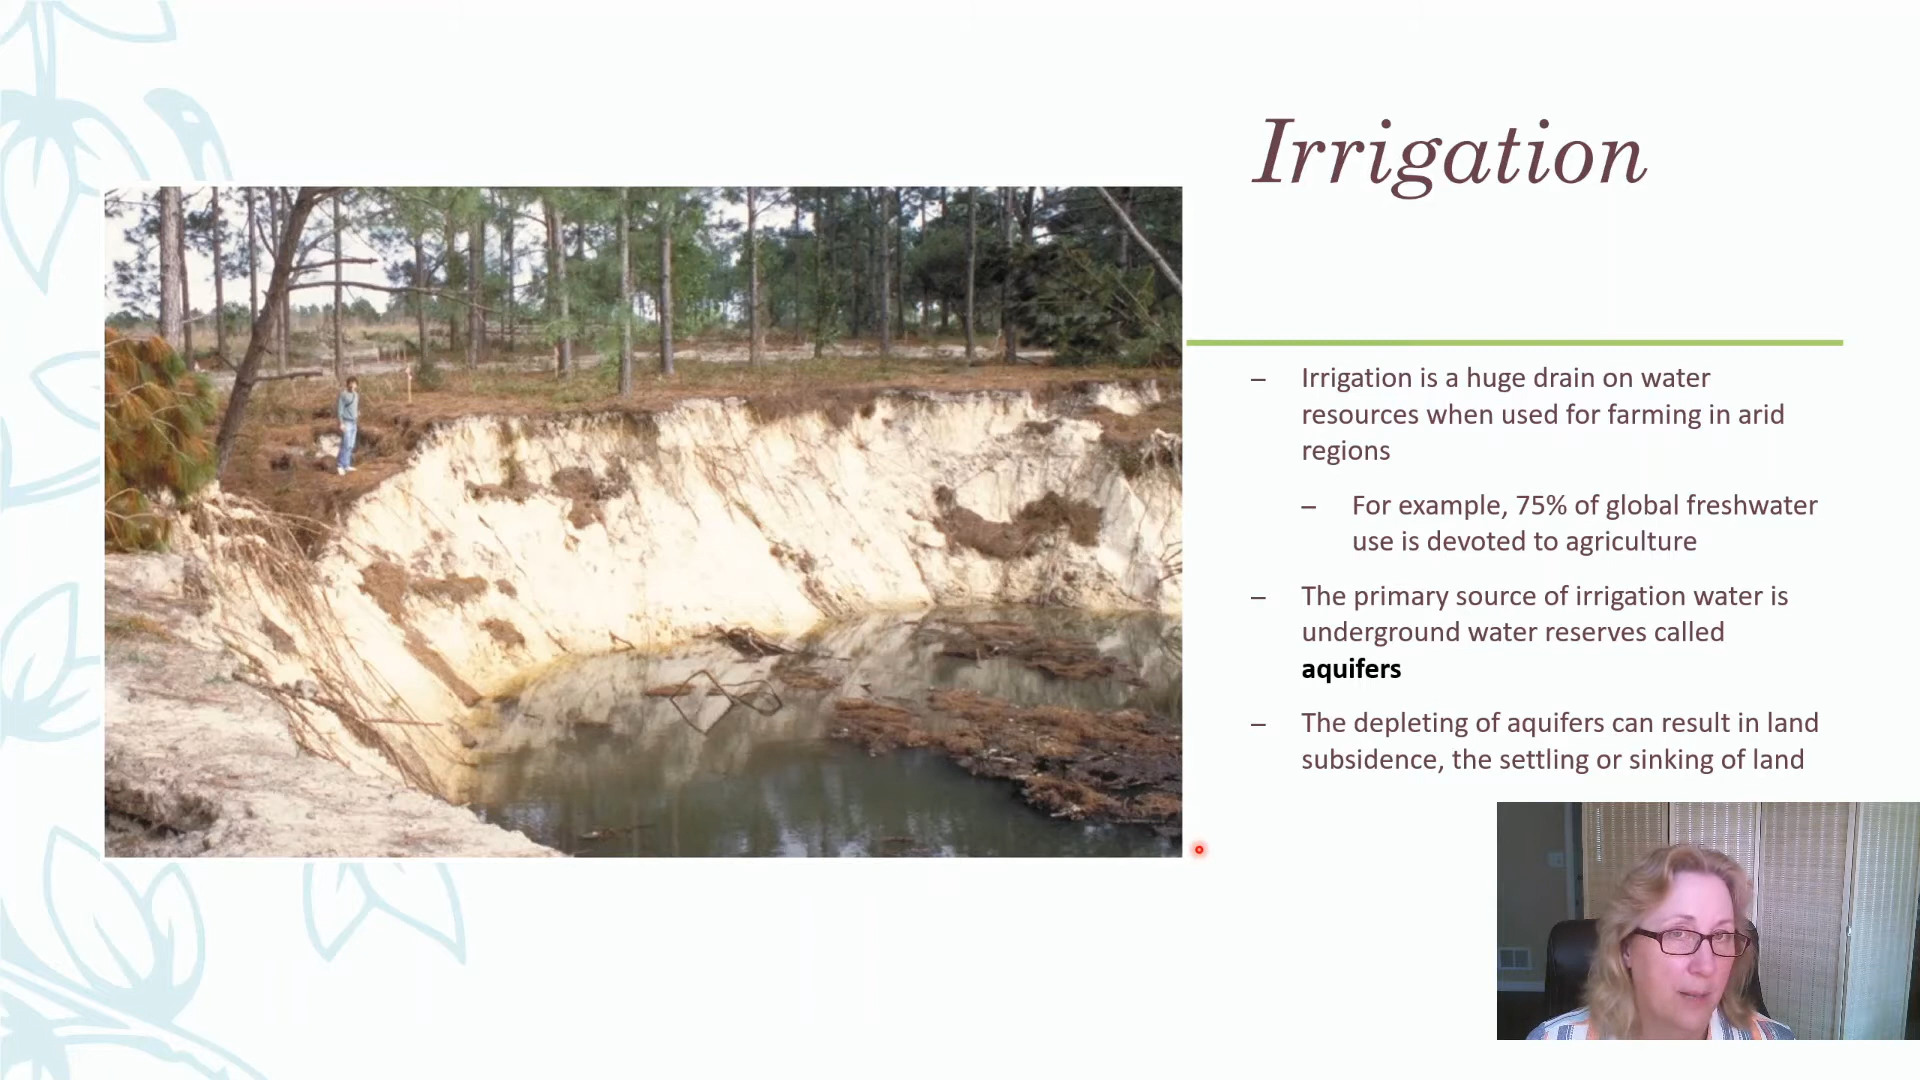 Irrigation
– Irrigation is a huge drain on water
resources when used for farming in arid
regions
– For example, 75% of global freshwater
use is devoted to agriculture
– The primary source of irrigation water is
underground water reserves called
aquifers
– The depleting of aquifers can result in land
subsidence, the settling or sinking of land